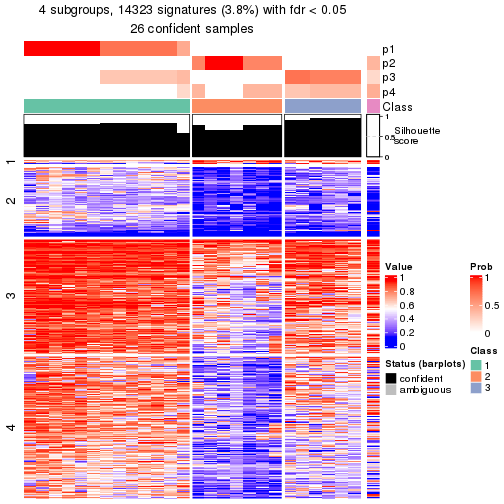 4 subgroups, 14323 signatures (3.8%) with fdr < 0.05
26 confident samples
p1
p2
p3
p4
Class
1
0.5
0
Silhouette
score
1
2
3
4
Value
1
0.8
0.6
0.4
0.2
0
Prob
1
0.5
0
Status (barplots)
confident
ambiguous
Class
1
2
3